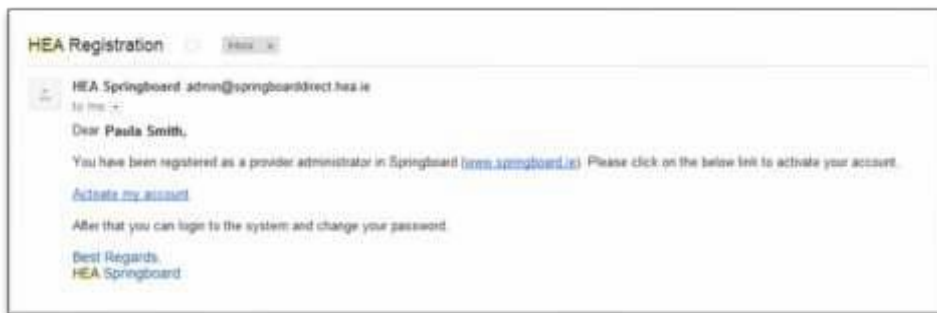 HEA Registration Inbox x
HEA Springboard admin@springboarddirect.hea.ie
to me
Dear Paula Smith,
You have been registered as a provider administrator in Springboard (www.springboard.ie). Please click on the below link to activate your account.
Activate my account
After that you can login to the system and change your password.
Best Regards,
HEA Springboard